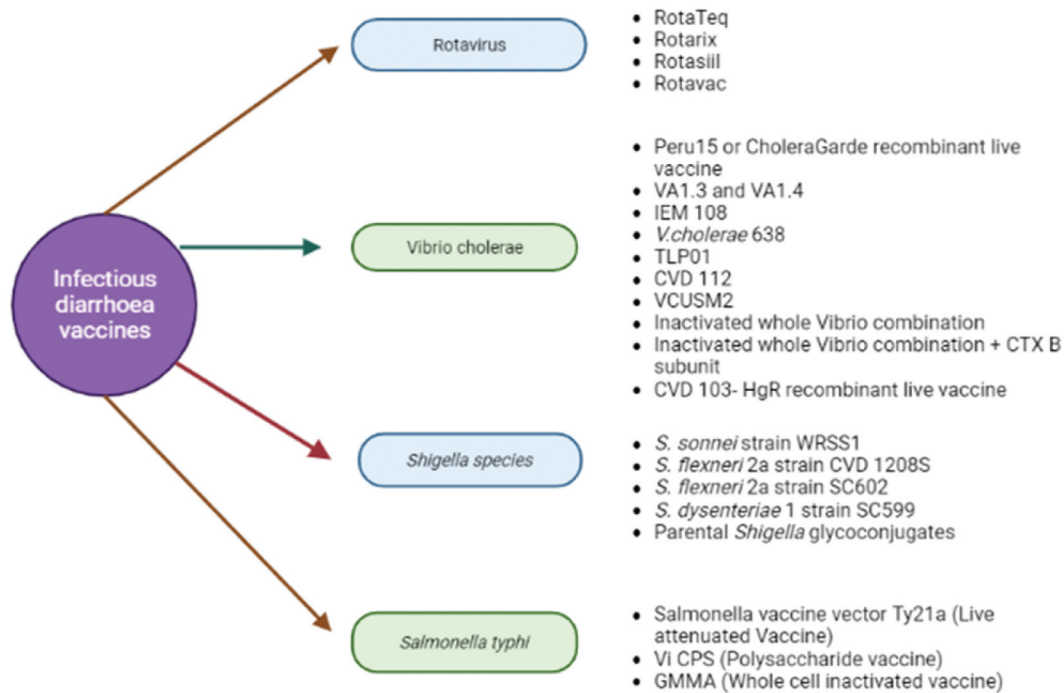 Infectious
diarrhoea
vaccines
Rotavirus
• RotaTeq
• Rotarix
• Rotasiil
• Rotavac
Vibrio cholerae
• Peru15 or CholeraGarde recombinant live
vaccine
• VA1.3 and VA1.4
• IEM 108
• V.cholerae 638
• TLP01
• CVD 112
• VCUSM2
• Inactivated whole Vibrio combination
• Inactivated whole Vibrio combination + CTX B
subunit
• CVD 103- HgR recombinant live vaccine
Shigella species
• S. sonnei strain WRSS1
• S. flexneri 2a strain CVD 1208S
• S. flexneri 2a strain SC602
• S. dysenteriae 1 strain SC599
• Parental Shigella glycoconjugates
Salmonella typhi
• Salmonella vaccine vector Ty21a (Live
attenuated Vaccine)
• Vi CPS (Polysaccharide vaccine)
• GMMA (Whole cell inactivated vaccine)